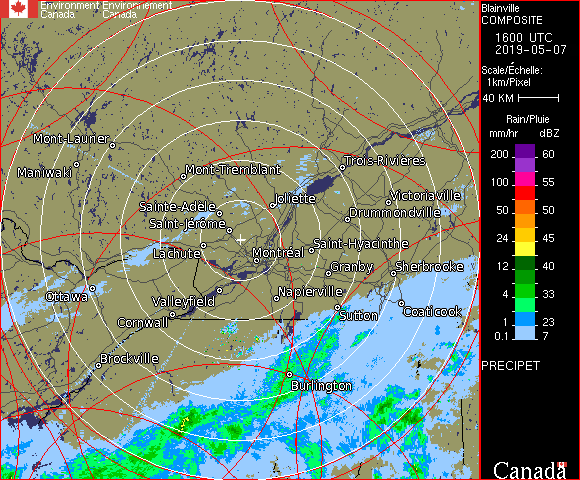 Environment Environnement
Canada Canada
Blainville
COMPOSITE
1600 UTC
2019-05-07
Scale/Échelle:
1km/Pixel
40 KM
Rain/Pluie
mm/hr dBZ
200 60
100 55
50 50
24 45
12 40
4 33
1 23
0.1 7
PRECIPET
Canada
Mont-Laurier
Maniwaki
Mont-Tremblant
Trois-Rivières
Sainte-Adèle
Joliette
Victoriaville
Drummondville
Saint-Jérôme
Lachute
Montréal
Saint-Hyacinthe
Granby
Sherbrooke
Ottawa
Valleyfield
Napierville
Cornwall
Sutton
Coaticook
Brockville
Burlington